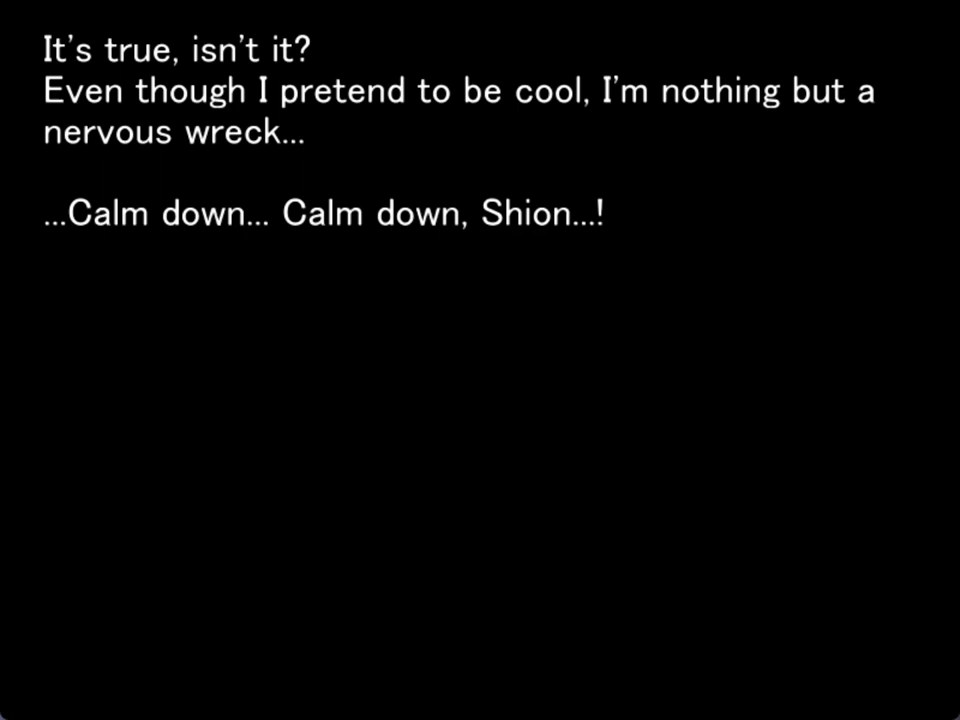 It's true, isn't it?
Even though I pretend to be cool, I'm nothing but a
nervous wreck...
...Calm down... Calm down, Shion...!